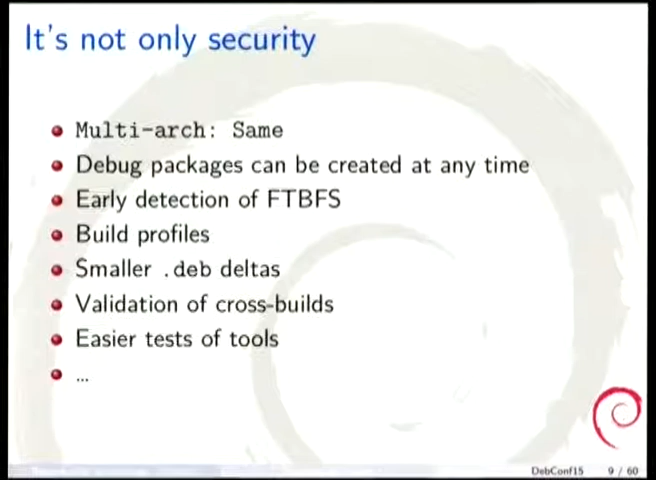 It's not only security
Multi-arch: Same
Debug packages can be created at any time
Early detection of FTBFS
Build profiles
Smaller .deb deltas
Validation of cross-builds
Easier tests of tools
...
DebConf15 9 / 60